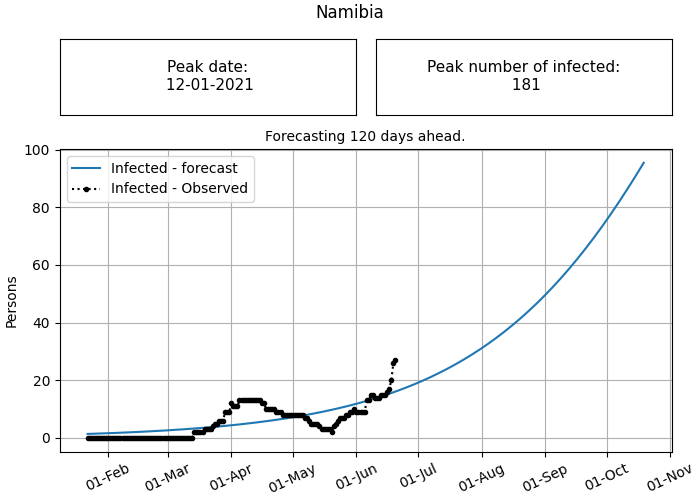 Namibia
Peak date:
12-01-2021
Peak number of infected:
181
Forecasting 120 days ahead.
Infected - forecast
Infected - Observed
Persons
100
80
60
40
20
0
01-Feb
01-Mar
01-Apr
01-May
01-Jun
01-Jul
01-Aug
01-Sep
01-Oct
01-Nov